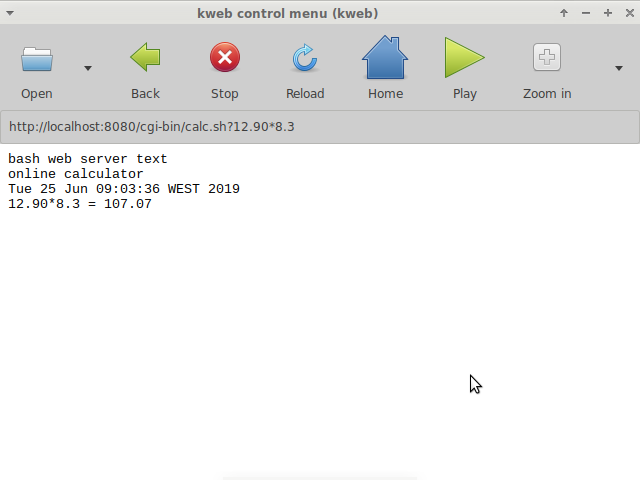 kweb control menu (kweb)
Open Back Stop Reload Home Play Zoom in
http://localhost:8080/cgi-bin/calc.sh?12.90*8.3
bash web server text
online calculator
Tue 25 Jun 09:03:36 WEST 2019
12.90*8.3 = 107.07